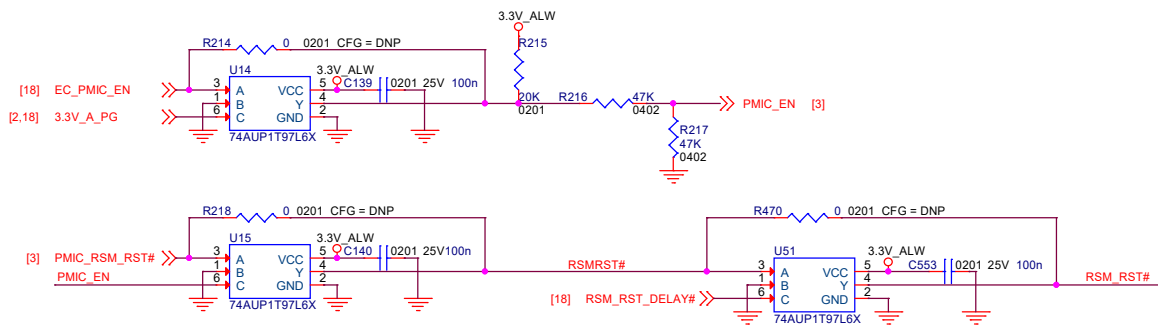 3.3V_ALW
R214 0 0201 CFG = DNP
R215
U14
3.3V_ALW
C139 0201 25V 100n
[18] EC_PMIC_EN
3 A VCC 5
1 B Y 4
20K R216 47K
PMIC_EN [3]
[2,18] 3.3V_A_PG
6 C GND 2
0201
0402
R217
74AUP1T97L6X
47K
0402
R218 0 0201 CFG = DNP
R470 0 0201 CFG = DNP
U15
3.3V_ALW
C140 0201 25V 100n
U51
3.3V_ALW
[3] PMIC_RSM_RST#
3 A VCC 5
1 B Y 4
RSMRST#
3 A VCC 5
C553 0201 25V 100n
PMIC_EN
6 C GND 2
1 B Y 4
RSM_RST#
[18] RSM_RST_DELAY#
6 C GND 2
74AUP1T97L6X
74AUP1T97L6X